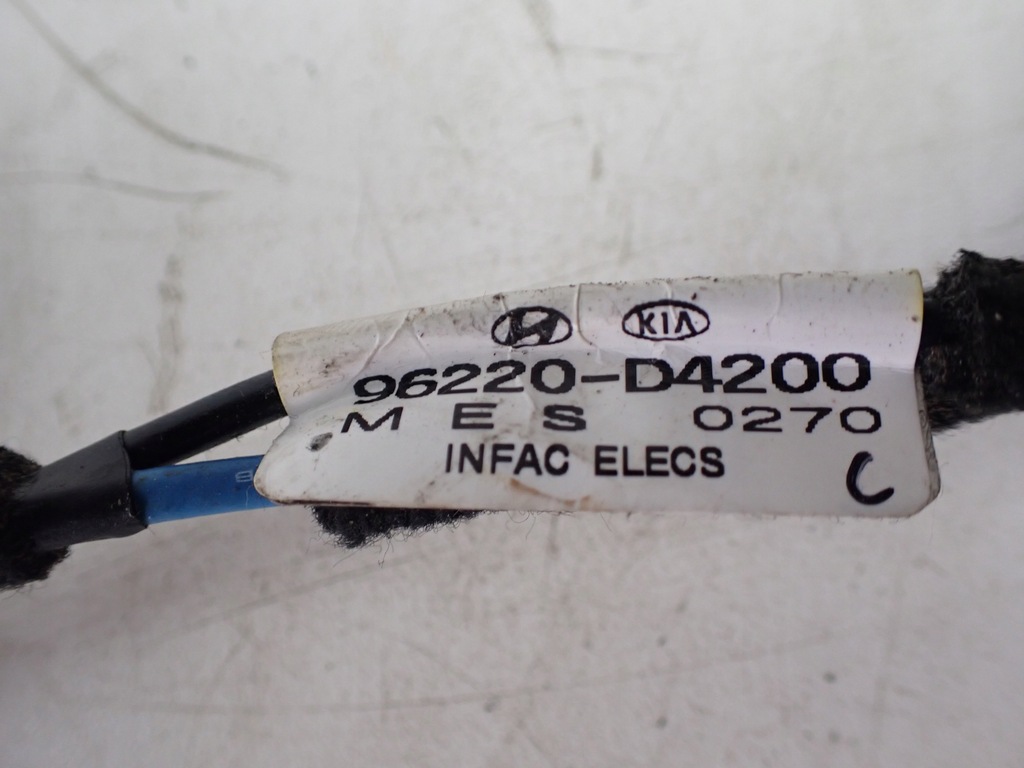 KIA
96220-D4200
M E S 0270
INFAC ELECS
C